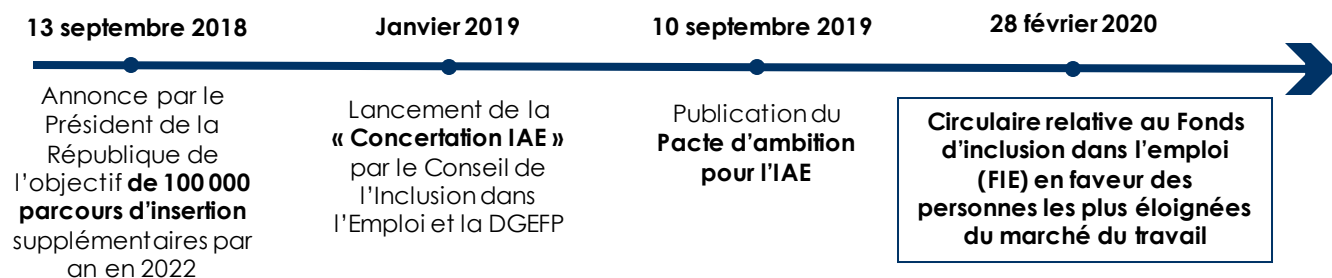 13 septembre 2018
Janvier 2019
10 septembre 2019
28 février 2020
Annonce par le
Président de la
République de
l'objectif de 100 000
parcours d'insertion
supplémentaires par
an en 2022
Lancement de la
« Concertation IAE »
par le Conseil de
l'Inclusion dans
l'Emploi et la DGEFP
Publication du
Pacte d'ambition
pour l'IAE
Circulaire relative au Fonds
d'inclusion dans l'emploi
(FIE) en faveur des
personnes les plus éloignées
du marché du travail